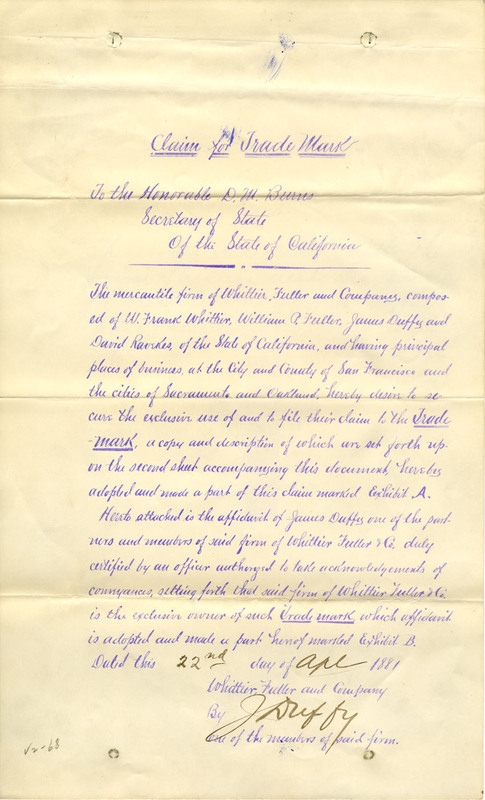 Claim for Trade Mark
To the Honorable D. M. Burns
Secretary of State
Of the State of California
The mercantile firm of Whittier, Fuller and Company, compos-
ed of W. Frank Whittier, William P. Fuller, James Duffy and
David, of the State of California, and having principal
places of business, at the City and County of San Francisco and
the cities of Sacramento and Oakland, hereby desire to se-
cure the exclusive use of and to file their claim to the Trade
-mark, a copy and description of which are set forth up-
on the second sheet accompanying this document, hereby
adopted and made a part of this claim marked Exhibit A.
Hereto attached is the affidavit of James Duffy one of the part-
ners and members of said firm of Whittier Fuller & Co. duly
certified by an officer authorized to take acknowledgements of
conveyances, setting forth that said firm of Whittier Fuller & Co.
is the exclusive owner of such Trade mark which affidavit
is adopted and made a part hereof marked Exhibit B.
Dated this 22nd day of Apl 1881
Whittier, Fuller and Company
By J Duffy
one of the members of said firm.